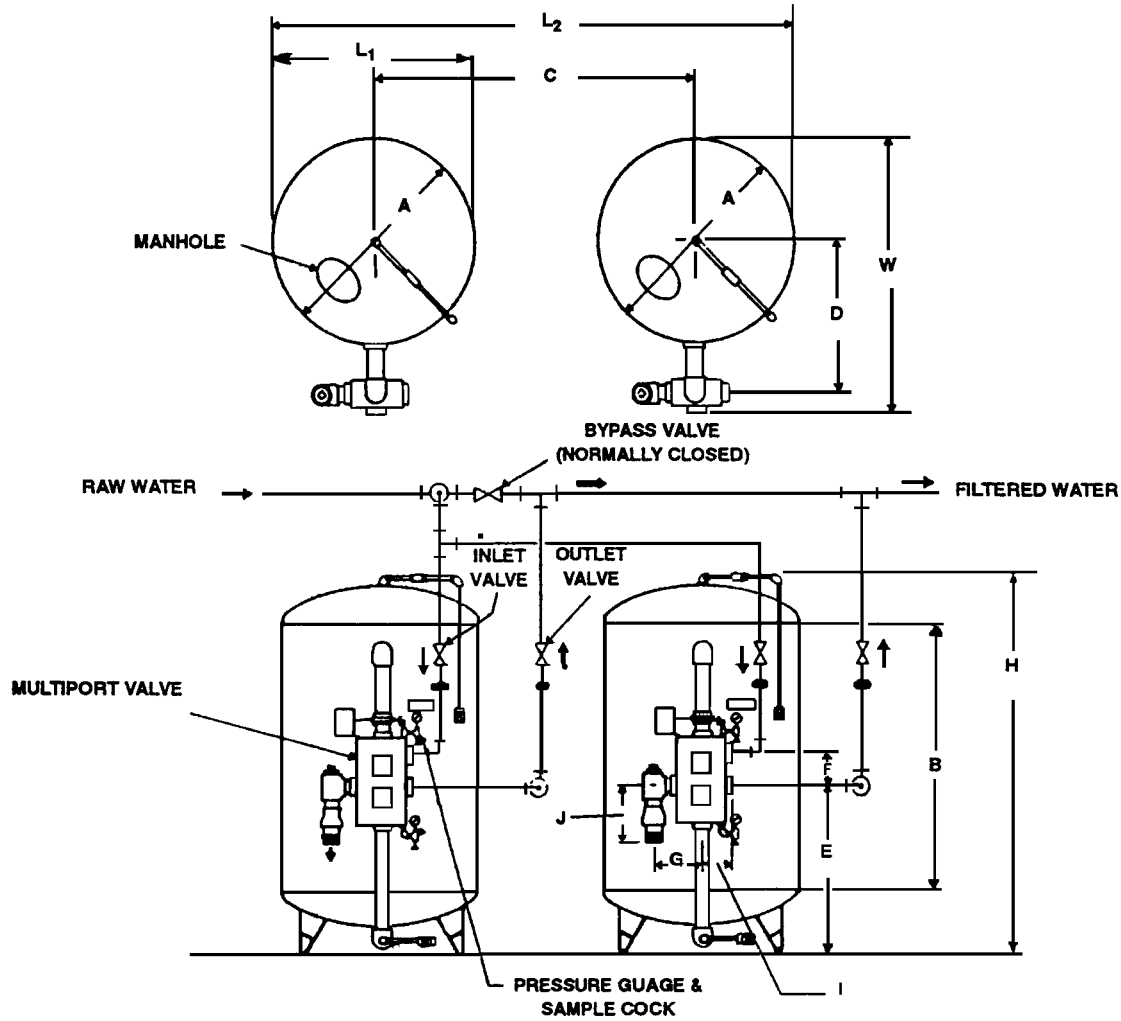 L2
L1
C
A
A
MANHOLE
W
D
BYPASS VALVE
(NORMALLY CLOSED)
RAW WATER
FILTERED WATER
INLET
VALVE
OUTLET
VALVE
H
MULTIPORT VALVE
B
F
J
E
G
I
PRESSURE GUAGE &
SAMPLE COCK